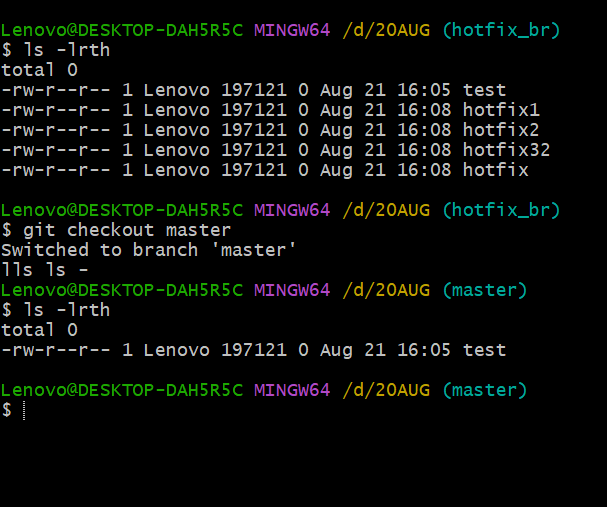 Lenovo@DESKTOP-DAH5R5C MINGW64 /d/20AUG (hotfix_br)
$ ls -lrth
total 0
-rw-r--r-- 1 Lenovo 197121 0 Aug 21 16:05 test
-rw-r--r-- 1 Lenovo 197121 0 Aug 21 16:08 hotfix1
-rw-r--r-- 1 Lenovo 197121 0 Aug 21 16:08 hotfix2
-rw-r--r-- 1 Lenovo 197121 0 Aug 21 16:08 hotfix32
-rw-r--r-- 1 Lenovo 197121 0 Aug 21 16:08 hotfix
Lenovo@DESKTOP-DAH5R5C MINGW64 /d/20AUG (hotfix_br)
$ git checkout master
Switched to branch 'master'
lls ls -
Lenovo@DESKTOP-DAH5R5C MINGW64 /d/20AUG (master)
$ ls -lrth
total 0
-rw-r--r-- 1 Lenovo 197121 0 Aug 21 16:05 test
Lenovo@DESKTOP-DAH5R5C MINGW64 /d/20AUG (master)
$